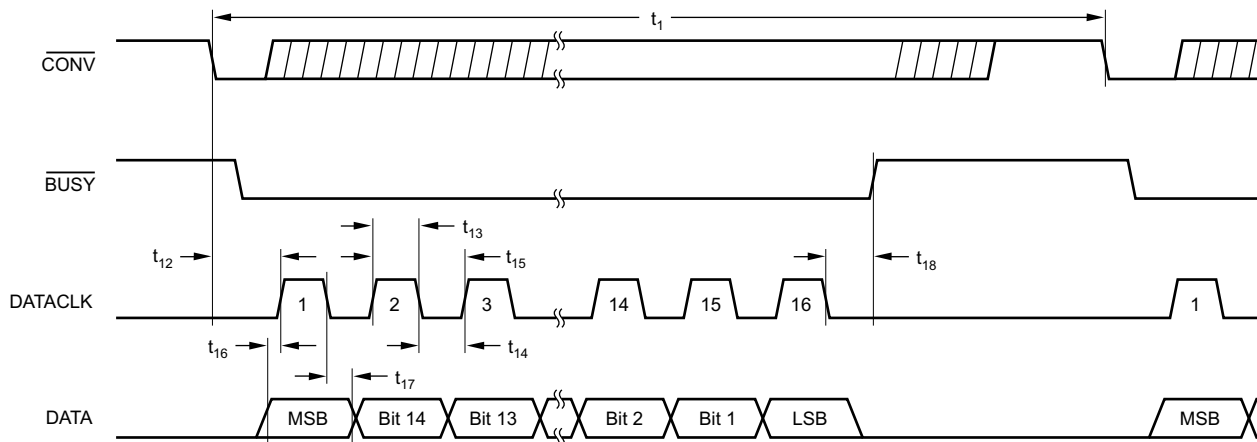 t1
CONV
BUSY
t13
t12
t15
t18
DATACLK
1
2
3
14
15
16
1
t16
t14
t17
DATA
MSB
Bit 14
Bit 13
Bit 2
Bit 1
LSB
MSB